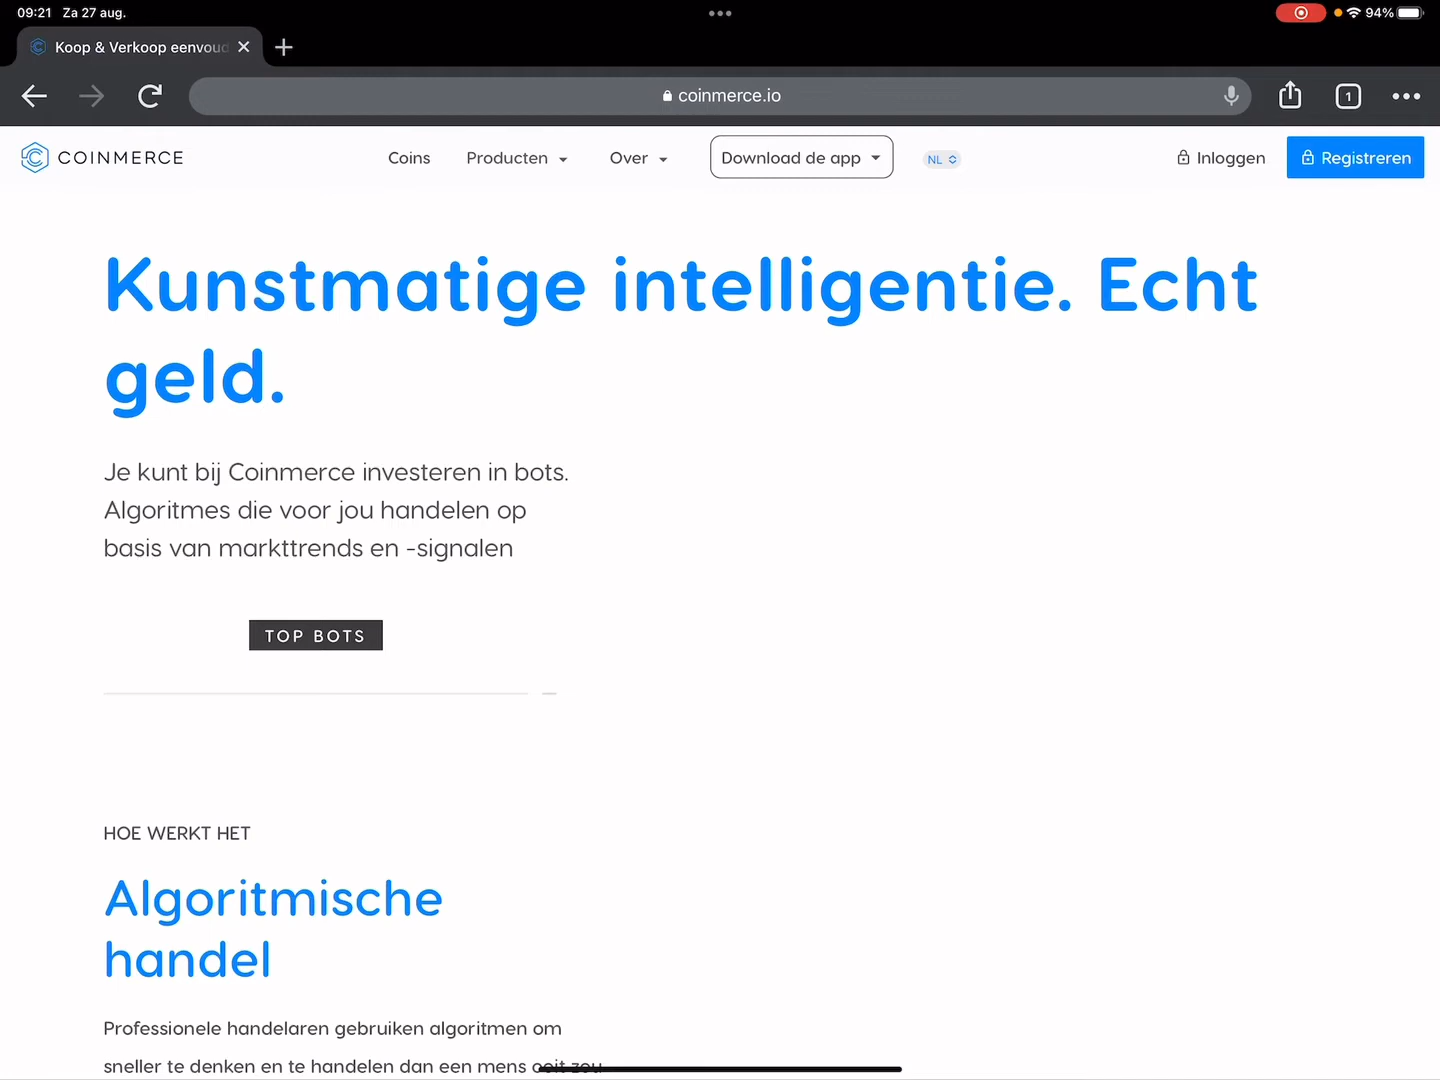 09:21 Za 27 aug.
94%
Koop & Verkoop eenvoud
coinmerce.io
1
COINMERCE
Coins
Producten
Over
Download de app
NL
Inloggen
Registreren
Kunstmatige intelligentie. Echt
geld.
Je kunt bij Coinmerce investeren in bots.
Algoritmes die voor jou handelen op
basis van markttrends en -signalen
TOP BOTS
HOE WERKT HET
Algoritmische
handel
Professionele handelaren gebruiken algoritmen om
sneller te denken en te handelen dan een mens ooit zou